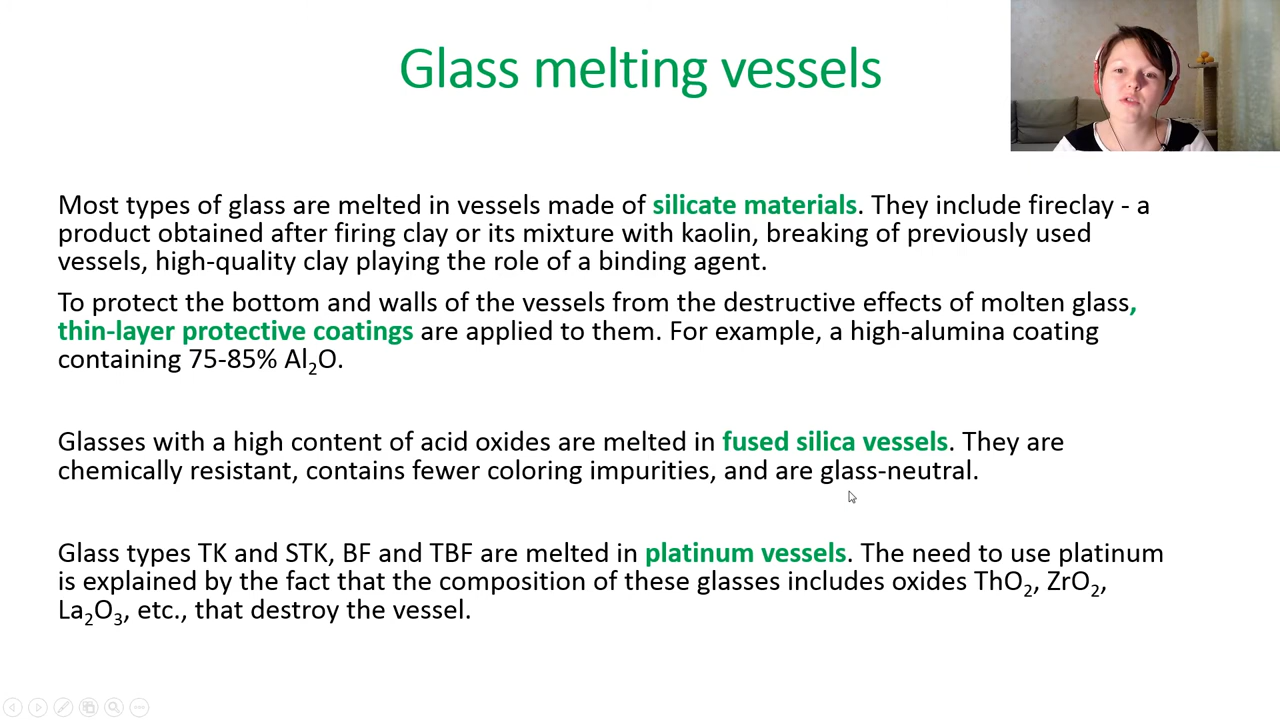 Glass melting vessels
Most types of glass are melted in vessels made of silicate materials. They include fireclay - a
product obtained after firing clay or its mixture with kaolin, breaking of previously used
vessels, high-quality clay playing the role of a binding agent.
To protect the bottom and walls of the vessels from the destructive effects of molten glass,
thin-layer protective coatings are applied to them. For example, a high-alumina coating
containing 75-85% Al₂O.
Glasses with a high content of acid oxides are melted in fused silica vessels. They are
chemically resistant, contains fewer coloring impurities, and are glass-neutral.
Glass types TK and STK, BF and TBF are melted in platinum vessels. The need to use platinum
is explained by the fact that the composition of these glasses includes oxides ThO₂, ZrO₂,
La₂O₃, etc., that destroy the vessel.